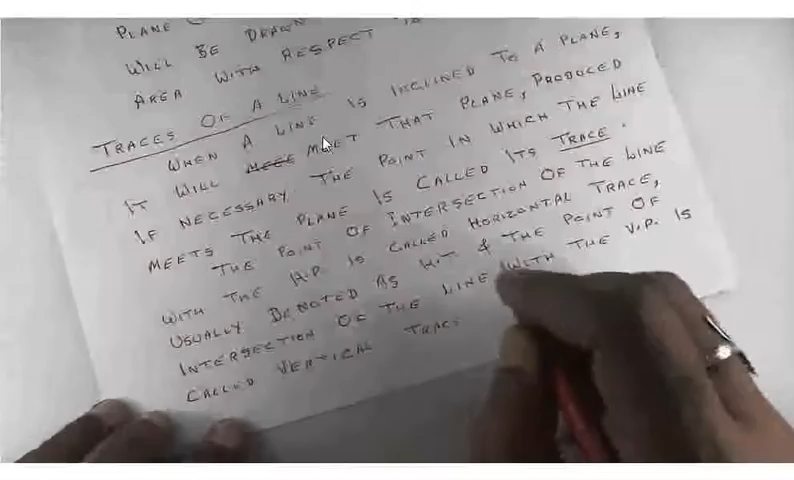 PLANE
WILL BE DRAWN
AREA WITH RESPECT
TRACES OF A LINE
WHEN A LINE IS INCLINED TO A PLANE,
IT WILL MEET THAT PLANE, PRODUCED
IF NECESSARY. THE POINT IN WHICH THE LINE
MEETS THE PLANE IS CALLED ITS TRACE.
THE POINT OF INTERSECTION OF THE LINE
WITH THE H.P. IS CALLED HORIZONTAL TRACE,
USUALLY DENOTED AS H.T. & THE POINT OF
INTERSECTION OF THE LINE WITH THE V.P. IS
CALLED VERTICAL TRAC